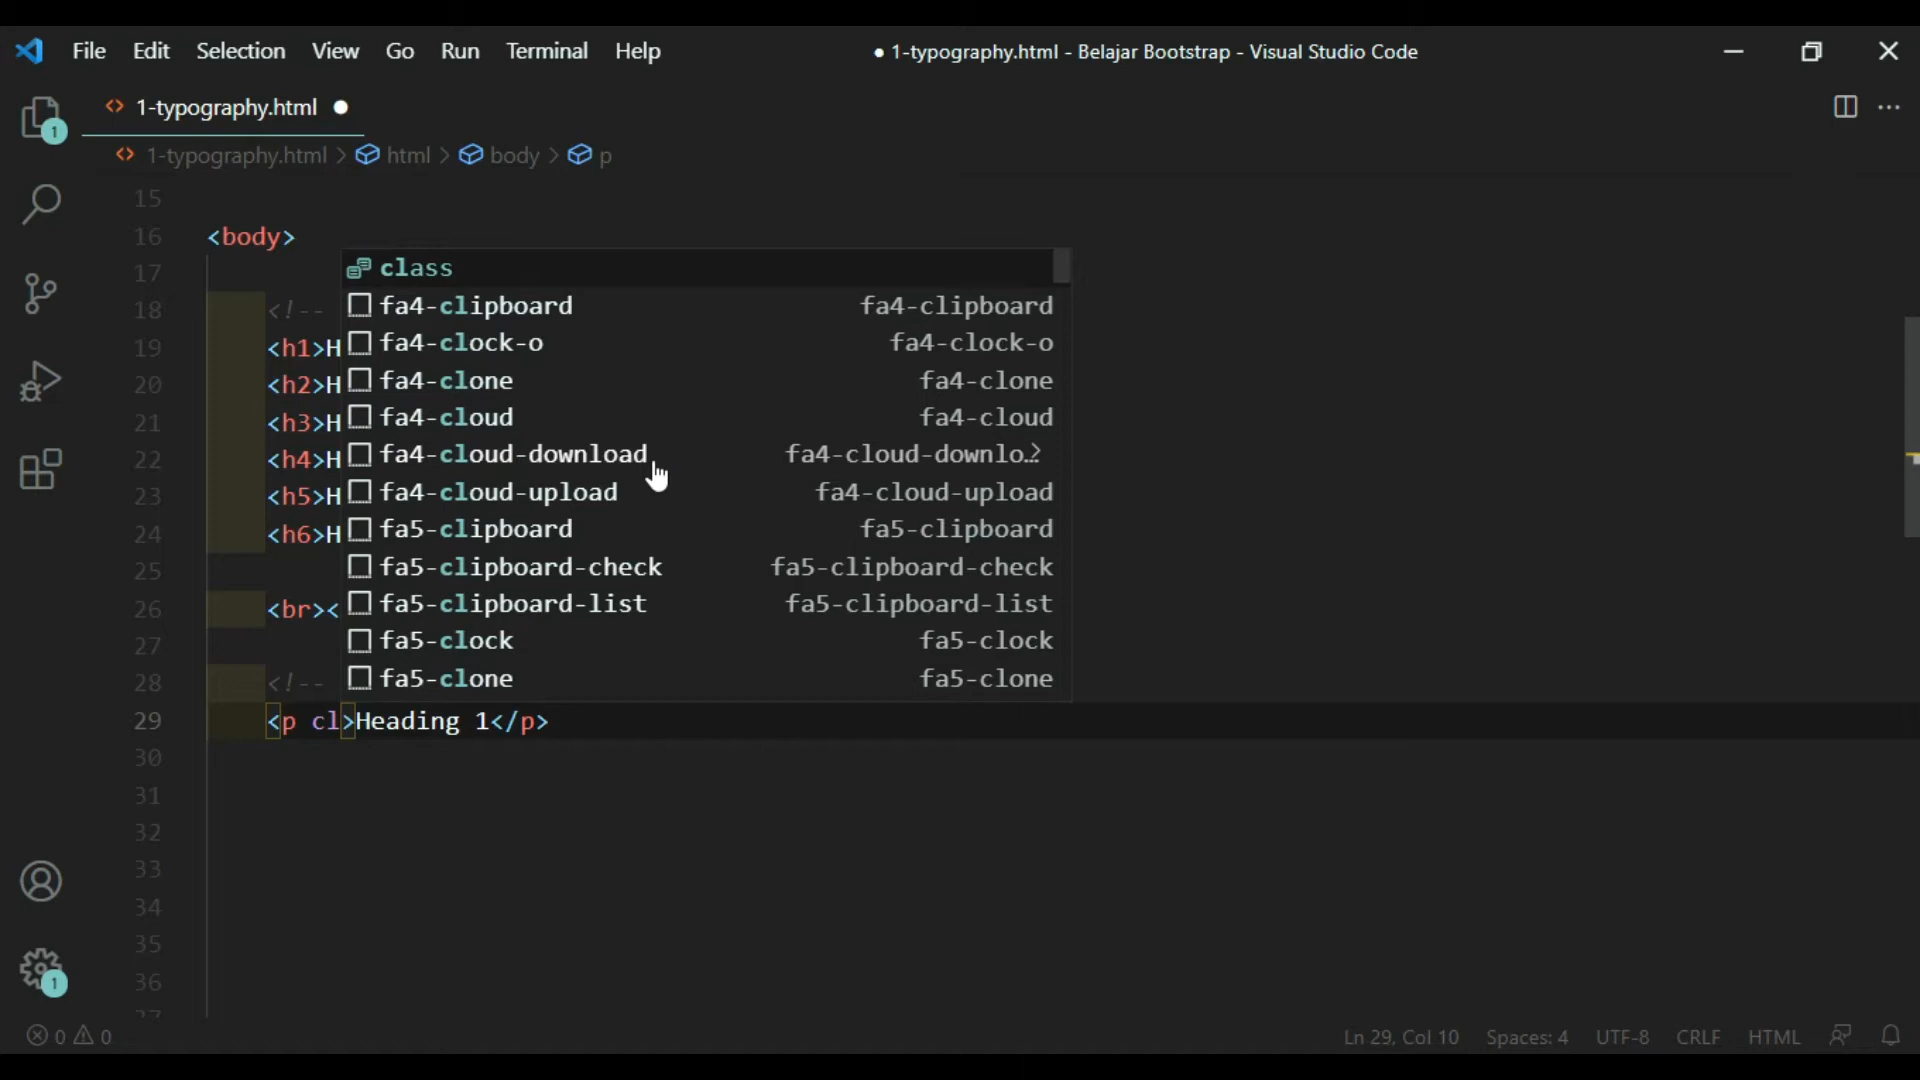 File Edit Selection View Go Run Terminal Help ● 1-typography.html - Belajar Bootstrap - Visual Studio Code
1-typography.html ●
1-typography.html > html > body > p
15
16 <body>
17 class
fa4-clipboard fa4-clipboard
18 <!--
19 <h1>H fa4-clock-o fa4-clock-o
20 <h2>H fa4-clone fa4-clone
21 <h3>H fa4-cloud fa4-cloud
22 <h4>H fa4-cloud-download fa4-cloud-downlo…
23 <h5>H fa4-cloud-upload fa4-cloud-upload
24 <h6>H fa5-clipboard fa5-clipboard
25 fa5-clipboard-check fa5-clipboard-check
26 <br>< fa5-clipboard-list fa5-clipboard-list
27 fa5-clock fa5-clock
28 <!-- fa5-clone fa5-clone
29 <p cl>Heading 1</p>
30
31
32
33
34
35
36
1
1
0 0 Ln 29, Col 10 Spaces: 4 UTF-8 CRLF HTML